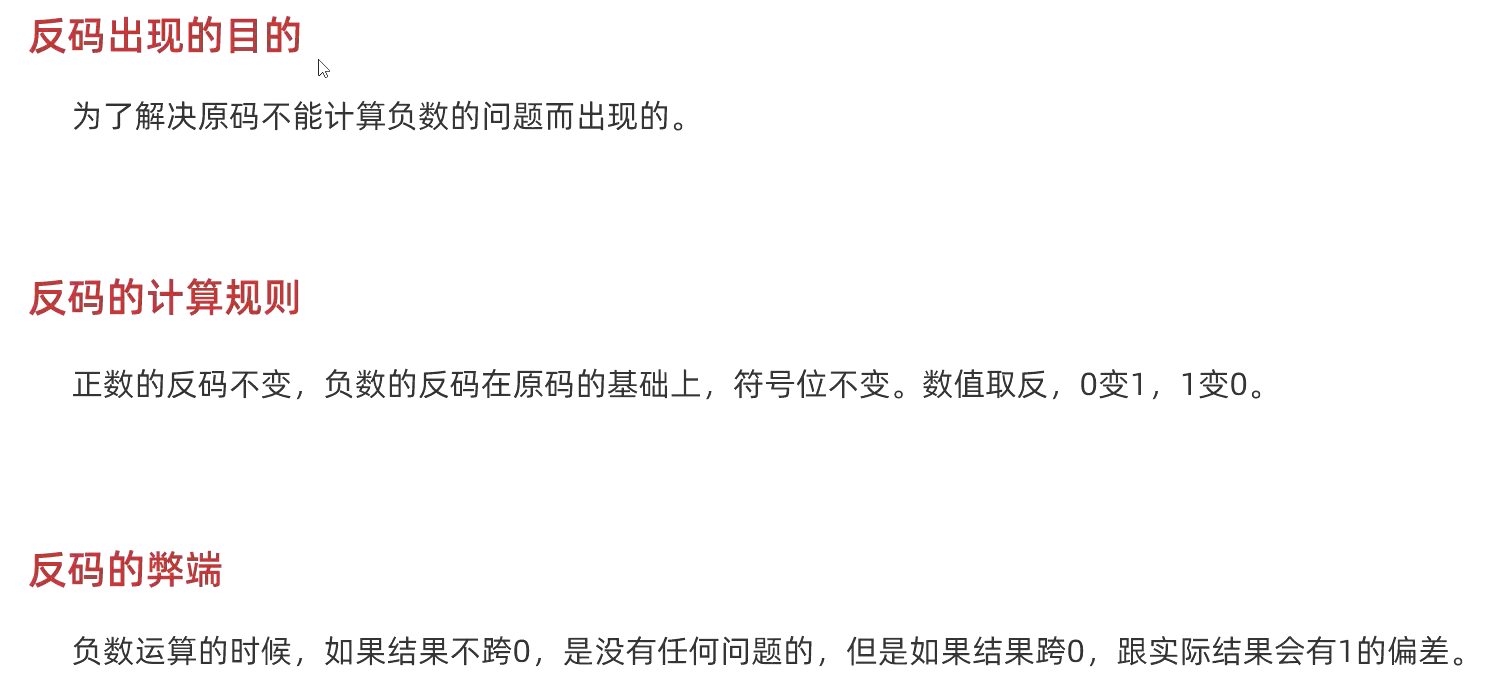 反码出现的目的
为了解决原码不能计算负数的问题而出现的。
反码的计算规则
正数的反码不变，负数的反码在原码的基础上，符号位不变。数值取反，0变1，1变0。
反码的弊端
负数运算的时候，如果结果不跨0，是没有任何问题的，但是如果结果跨0，跟实际结果会有1的偏差。